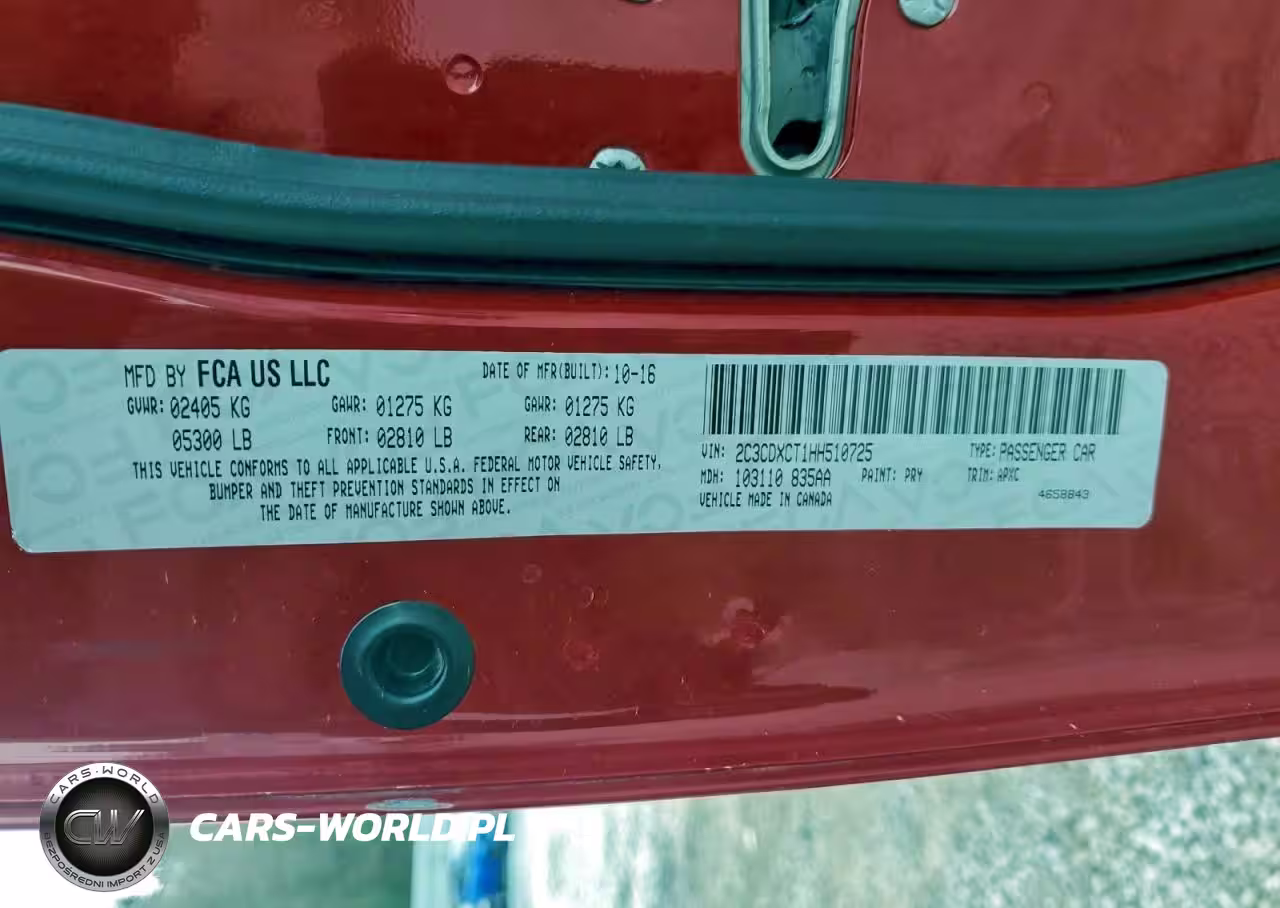 MFD BY FCA US LLC
DATE OF MFR(BUILT): 10-16
GVWR: 02405 KG
GAWR: 01275 KG
GAWR: 01275 KG
05300 LB
FRONT: 02810 LB
REAR: 02810 LB
THIS VEHICLE CONFORMS TO ALL APPLICABLE U.S.A. FEDERAL MOTOR VEHICLE SAFETY,
BUMPER AND THEFT PREVENTION STANDARDS IN EFFECT ON
THE DATE OF MANUFACTURE SHOWN ABOVE.
VIN: 2C3CDXCT1HH510725
TYPE: PASSENGER CAR
MDH: 103110 835AA
PAINT: PRY
TRIM: APXC
VEHICLE MADE IN CANADA
4658843
CARS-WORLD
CW
BEZPOŚREDNI IMPORT Z USA
CARS-WORLD.PL